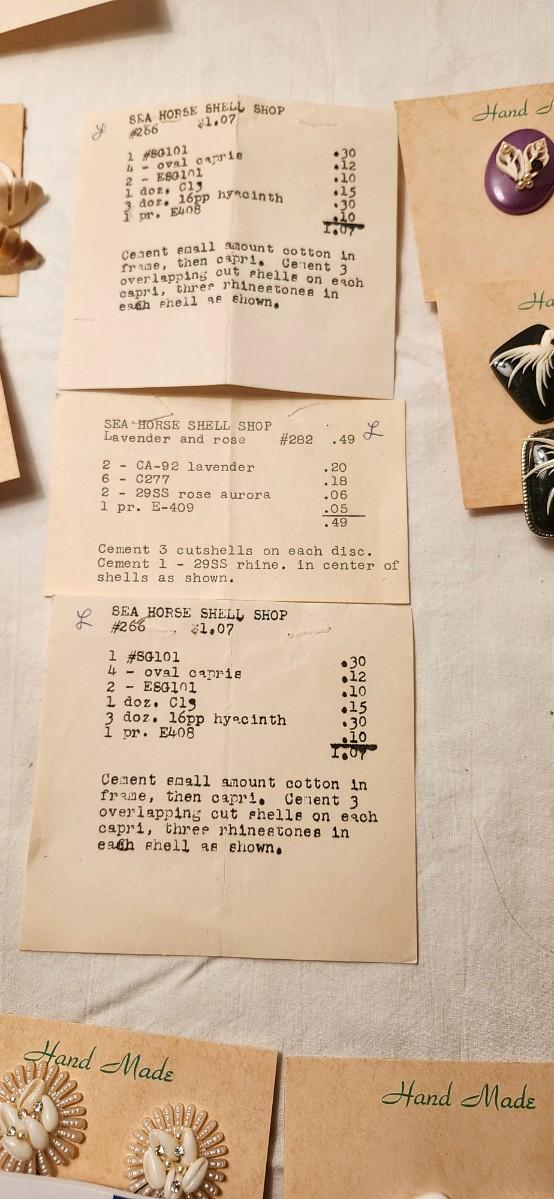 SEA HORSE SHELL SHOP
#266 $1.07
1 #SG101 .30
4 - oval capris .12
2 - ESG101 .10
1 doz. C13 .15
3 doz. 16pp hyacinth .30
1 pr. E408 .10
1.07
Cement small amount cotton in
frame, then capri. Cement 3
overlapping cut shells on each
capri, three rhinestones in
each shell as shown.
SEA HORSE SHELL SHOP
Lavender and rose #282 .49 L
2 - CA-92 lavender .20
6 - C277 .18
2 - 29SS rose aurora .06
1 pr. E-409 .05
.49
Cement 3 cutshells on each disc.
Cement 1 - 29SS rhine. in center of
shells as shown.
L SEA HORSE SHELL SHOP
#266 $1.07
1 #SG101 .30
4 - oval capris .12
2 - ESG101 .10
1 doz. C13 .15
3 doz. 16pp hyacinth .30
1 pr. E408 .10
1.07
Cement small amount cotton in
frame, then capri. Cement 3
overlapping cut shells on each
capri, three rhinestones in
each shell as shown.
Hand M
Ha
Hand Made
Hand Made